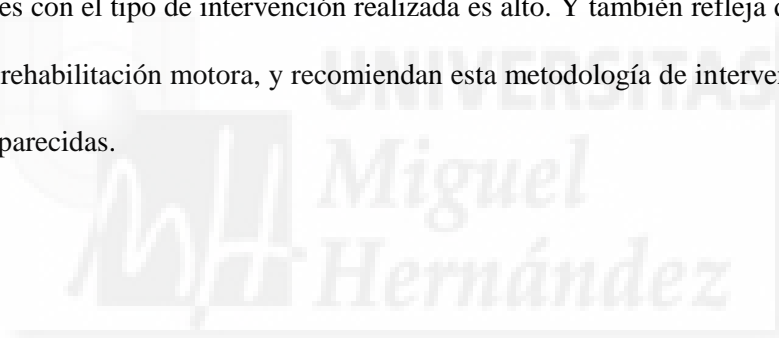 es con el tipo de intervención realizada es alto. Y también refleja
rehabilitación motora, y recomiendan esta metodología de
parecidas.
UNIVERSITAS
Miguel
Hernández